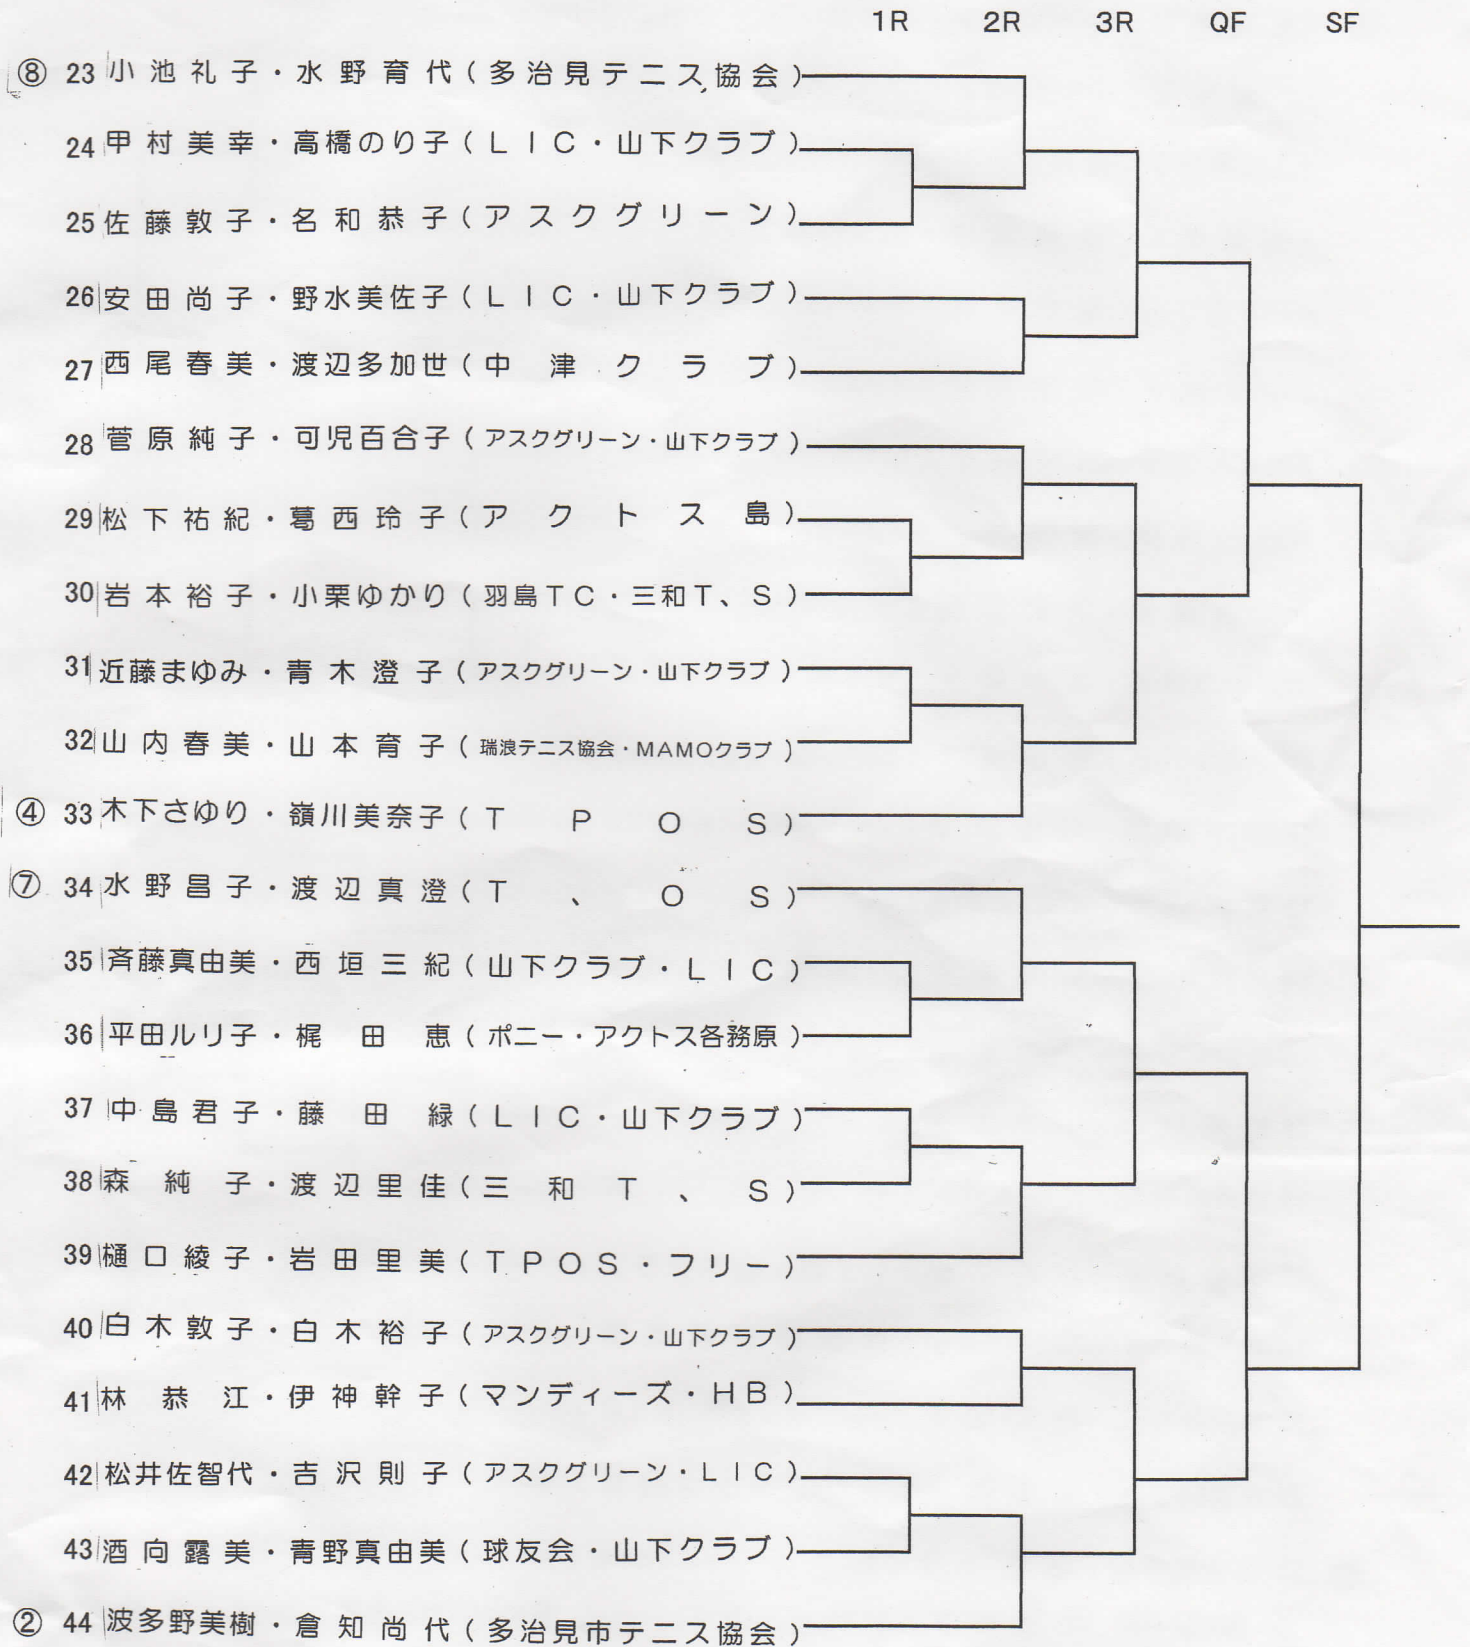 1R 2R 3R QF SF
⑧ 23 小池礼子・水野育代(多治見テニス協会)
24 甲村美幸・高橋のり子(LIC・山下クラブ)
25 佐藤敦子・名和恭子(アスクグリーン)
26 安田尚子・野水美佐子(LIC・山下クラブ)
27 西尾春美・渡辺多加世(中津クラブ)
28 菅原純子・可児百合子(アスクグリーン・山下クラブ)
29 松下祐紀・葛西玲子(アクトス島)
30 岩本裕子・小栗ゆかり(羽島TC・三和T、S)
31 近藤まゆみ・青木澄子(アスクグリーン・山下クラブ)
32 山内春美・山本育子(瑞浪テニス協会・MAMOクラブ)
④ 33 木下さゆり・嶺川美奈子(TPOS)
⑦ 34 水野昌子・渡辺真澄(T、OS)
35 斉藤真由美・西垣三紀(山下クラブ・LIC)
36 平田ルリ子・梶田恵(ポニー・アクトス各務原)
37 中島君子・藤田緑(LIC・山下クラブ)
38 森純子・渡辺里佳(三和T、S)
39 樋口綾子・岩田里美(TPOS・フリー)
40 白木敦子・白木裕子(アスクグリーン・山下クラブ)
41 林恭江・伊神幹子(マンディーズ・HB)
42 松井佐智代・吉沢則子(アスクグリーン・LIC)
43 酒向露美・青野真由美(球友会・山下クラブ)
② 44 波多野美樹・倉知尚代(多治見市テニス協会)